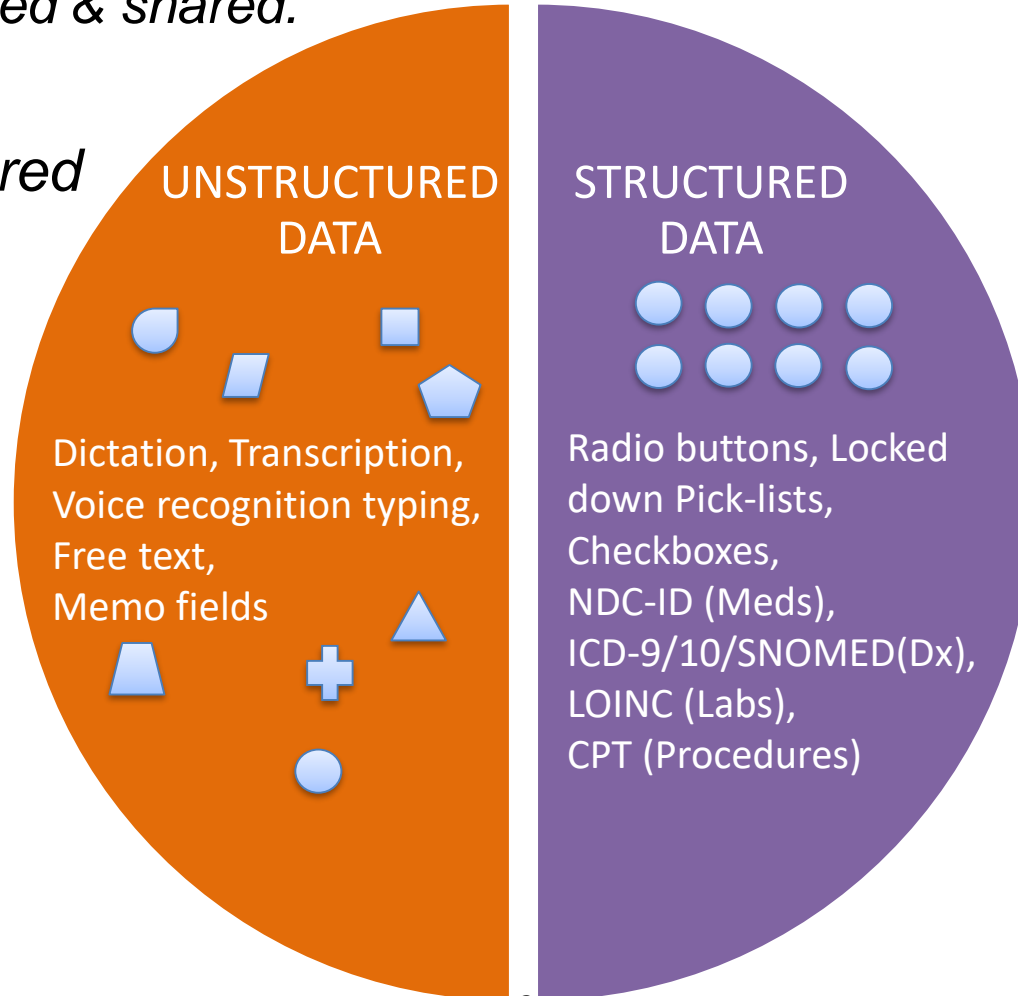 ed & shared.
red
UNSTRUCTURED
DATA
Dictation, Transcription,
Voice recognition typing,
Free text,
Memo fields
STRUCTURED
DATA
Radio buttons, Locked
down Pick-lists,
Checkboxes,
NDC-ID (Meds),
ICD-9/10/SNOMED(Dx),
LOINC (Labs),
CPT (Procedures)